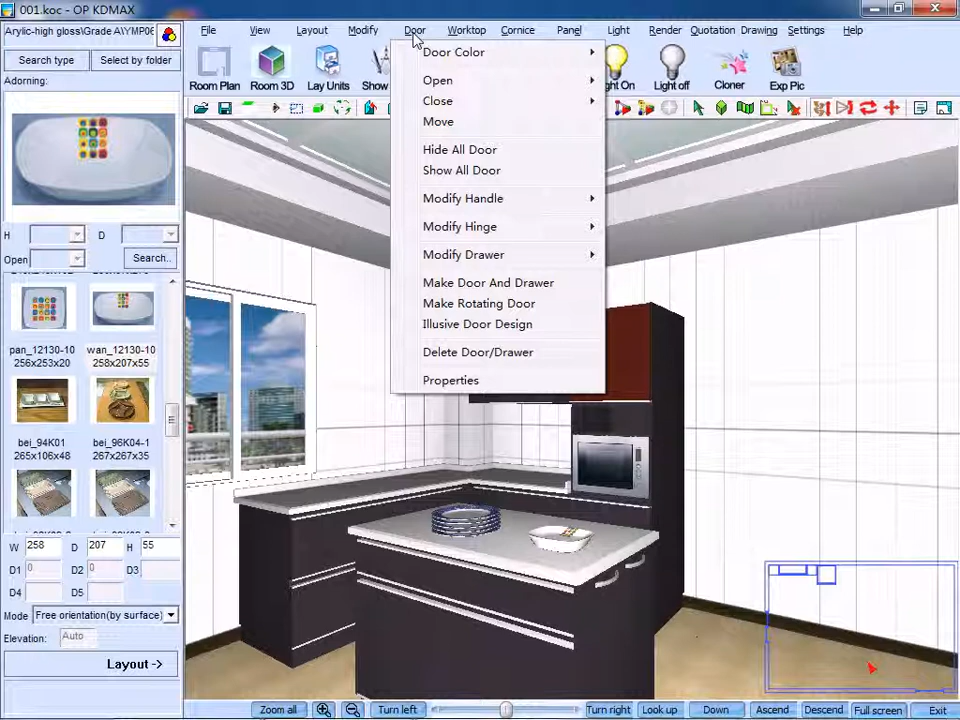 001.koc - OP KDMAX
Acrylic-high gloss\Grade A\YMP06
Search type Select by folder
Adorning:
H D
Open Search..
pan_12130-10 wan_12130-10
256x253x20 258x207x55
bei_94K01 bei_96K04-1
265x106x48 267x267x35
W 258 D 207 H 55
D1 0 D2 0 D3
D4 D5
Mode Free orientation(by surface)
Elevation: Auto
Layout ->
File View Layout Modify Door Worktop Cornice Panel Light Render Quotation Drawing Settings Help
Room Plan Room 3D Lay Units Show On Light off Cloner Exp Pic
Door Color
Open
Close
Move
Hide All Door
Show All Door
Modify Handle
Modify Hinge
Modify Drawer
Make Door And Drawer
Make Rotating Door
Illusive Door Design
Delete Door/Drawer
Properties
Zoom all Turn left Turn right Look up Down Ascend Descend Full screen Exit